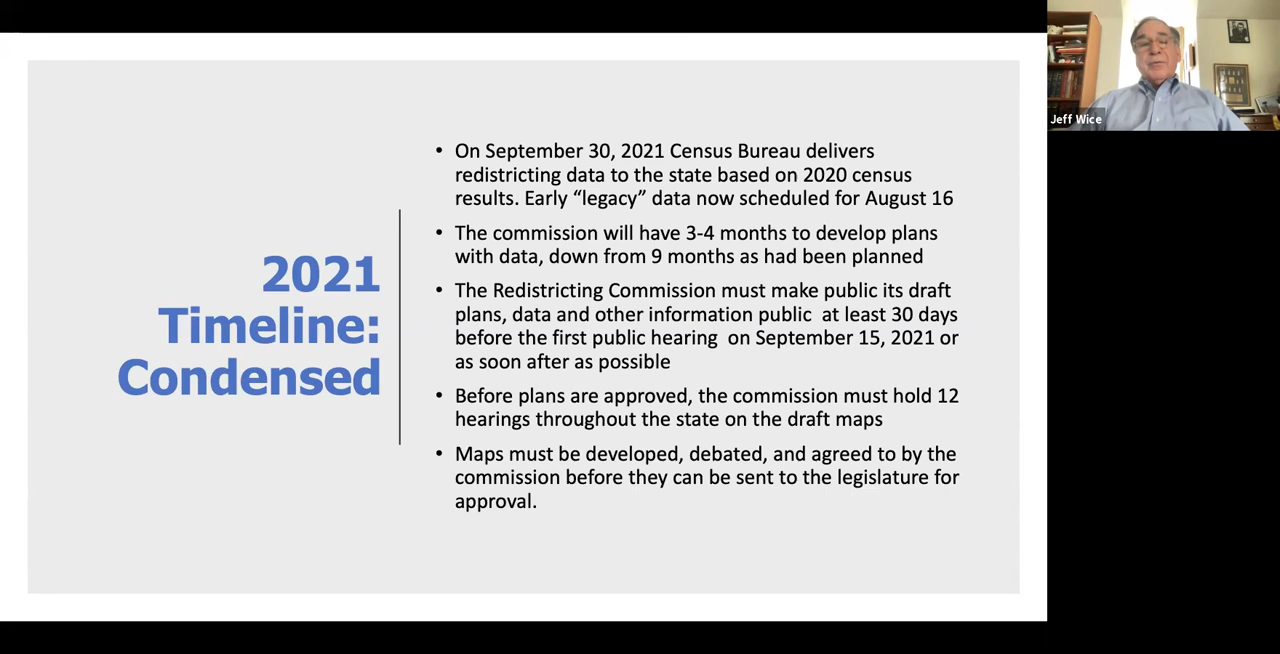 2021
Timeline:
Condensed
• On September 30, 2021 Census Bureau delivers
redistricting data to the state based on 2020 census
results. Early “legacy” data now scheduled for August 16
• The commission will have 3-4 months to develop plans
with data, down from 9 months as had been planned
• The Redistricting Commission must make public its draft
plans, data and other information public  at least 30 days
before the first public hearing  on September 15, 2021 or
as soon after as possible
• Before plans are approved, the commission must hold 12
hearings throughout the state on the draft maps
• Maps must be developed, debated, and agreed to by the
commission before they can be sent to the legislature for
approval.
Jeff Wice